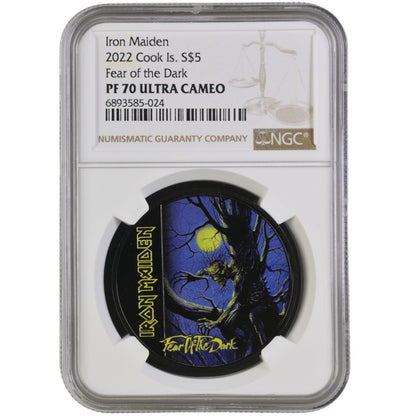 Iron Maiden
2022 Cook Is. S$5
Fear of the Dark
PF 70 ULTRA CAMEO
6893585-024
NUMISMATIC GUARANTY COMPANY
NGC®
IRON MAIDEN
Fear Of The Dark